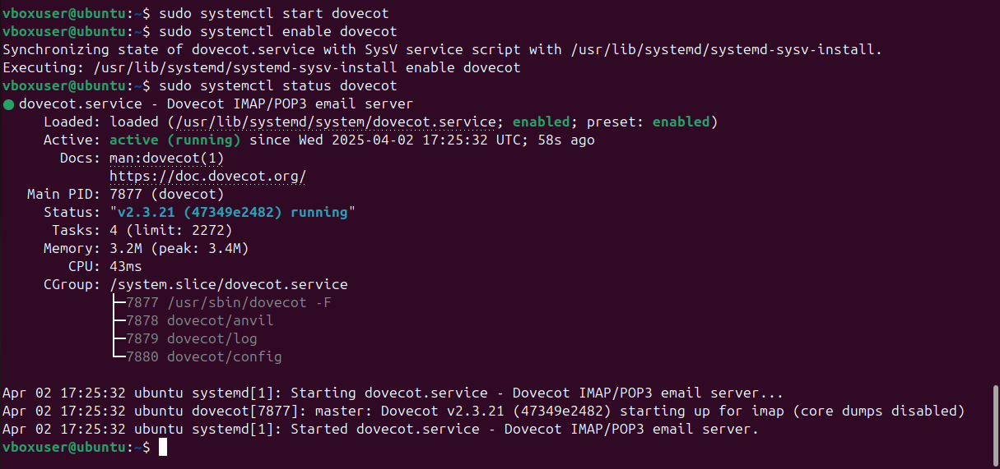 vboxuser@ubuntu:~$ sudo systemctl start dovecot
vboxuser@ubuntu:~$ sudo systemctl enable dovecot
Synchronizing state of dovecot.service with SysV service script with /usr/lib/systemd/systemd-sysv-install.
Executing: /usr/lib/systemd/systemd-sysv-install enable dovecot
vboxuser@ubuntu:~$ sudo systemctl status dovecot
● dovecot.service - Dovecot IMAP/POP3 email server
     Loaded: loaded (/usr/lib/systemd/system/dovecot.service; enabled; preset: enabled)
     Active: active (running) since Wed 2025-04-02 17:25:32 UTC; 58s ago
       Docs: man:dovecot(1)
             https://doc.dovecot.org/
   Main PID: 7877 (dovecot)
     Status: "v2.3.21 (47349e2482) running"
      Tasks: 4 (limit: 2272)
     Memory: 3.2M (peak: 3.4M)
        CPU: 43ms
     CGroup: /system.slice/dovecot.service
             ├─7877 /usr/sbin/dovecot -F
             ├─7878 dovecot/anvil
             ├─7879 dovecot/log
             └─7880 dovecot/config

Apr 02 17:25:32 ubuntu systemd[1]: Starting dovecot.service - Dovecot IMAP/POP3 email server...
Apr 02 17:25:32 ubuntu dovecot[7877]: master: Dovecot v2.3.21 (47349e2482) starting up for imap (core dumps disabled)
Apr 02 17:25:32 ubuntu systemd[1]: Started dovecot.service - Dovecot IMAP/POP3 email server.
vboxuser@ubuntu:~$